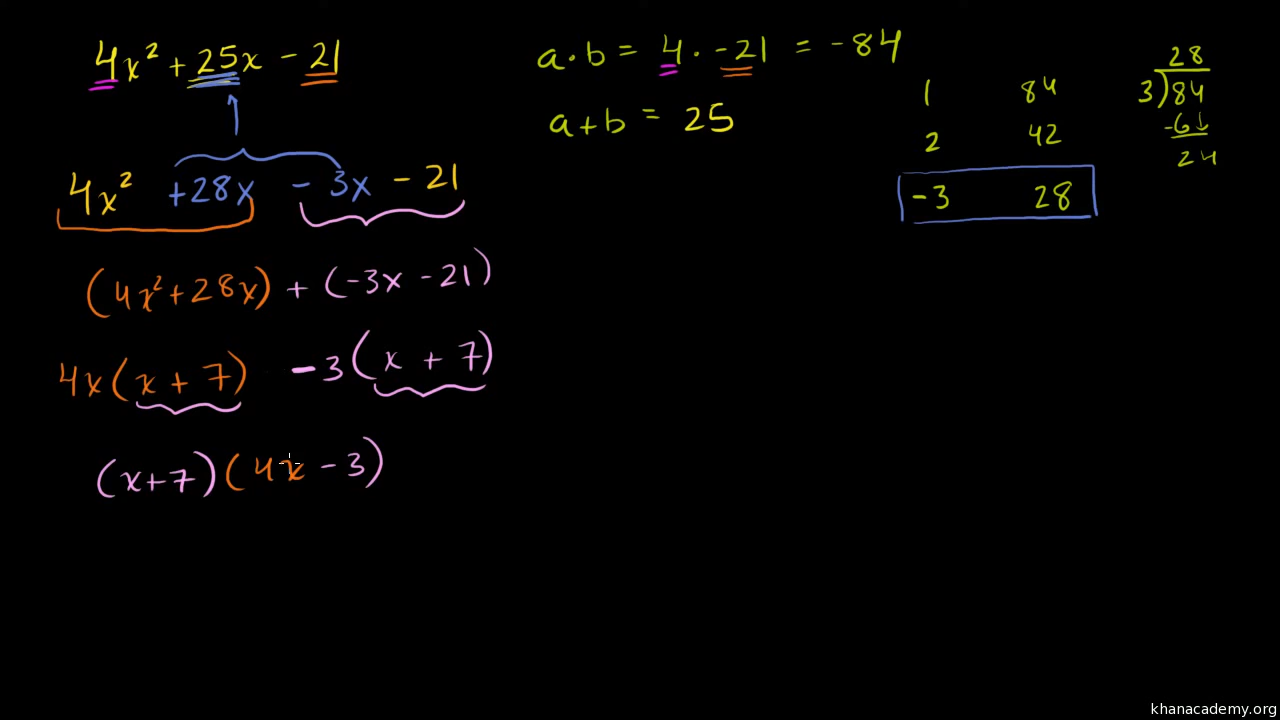 4x² + 25x - 21
4x² +28x - 3x - 21
(4x²+28x) + (-3x - 21)
4x(x + 7) -3(x + 7)
(x+7)(4x - 3)
a·b = 4 · -21 = -84
a+b = 25
1 84
2 42
-3 28
28
3)84
-6↓
24
khanacademy.org